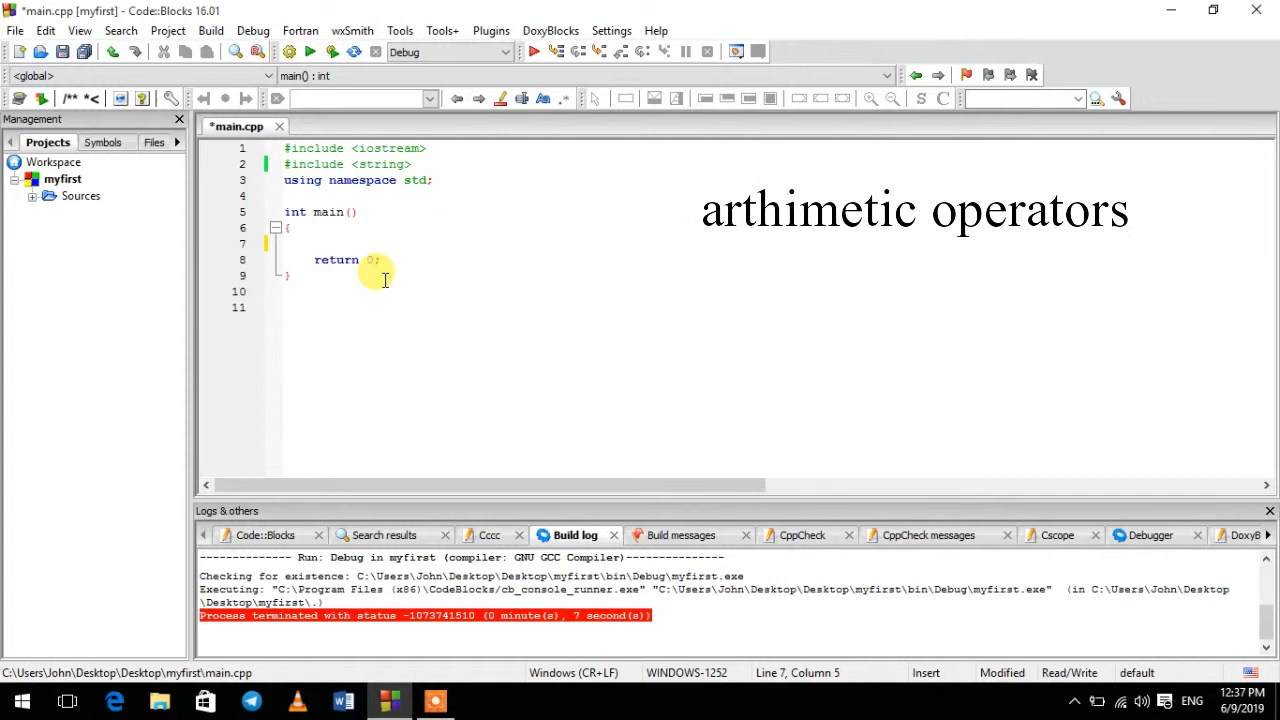 *main.cpp [myfirst] - Code::Blocks 16.01
File Edit View Search Project Build Debug Fortran wxSmith Tools Tools+ Plugins DoxyBlocks Settings Help
Debug
<global> main() : int
/** *< S C
Management
*main.cpp
Projects Symbols Files
Workspace
myfirst
Sources
1 #include <iostream>
2 #include <string>
3 using namespace std;
4
5 int main()
6 {
7
8 return 0;
9 }
10
11
arthimetic operators
Logs & others
Code::Blocks Search results Cccc Build log Build messages CppCheck CppCheck messages Cscope Debugger DoxyB
-------------- Run: Debug in myfirst (compiler: GNU GCC Compiler)---------------
Checking for existence: C:\Users\John\Desktop\Desktop\myfirst\bin\Debug\myfirst.exe
Executing: "C:\Program Files (x86)\CodeBlocks/cb_console_runner.exe" "C:\Users\John\Desktop\Desktop\myfirst\bin\Debug\myfirst.exe" (in C:\Users\John\Desktop
\Desktop\myfirst\.)
Process terminated with status -1073741510 (0 minute(s), 7 second(s))
C:\Users\John\Desktop\Desktop\myfirst\main.cpp Windows (CR+LF) WINDOWS-1252 Line 7, Column 5 Insert Modified Read/Write default
ENG
12:37 PM
6/9/2019